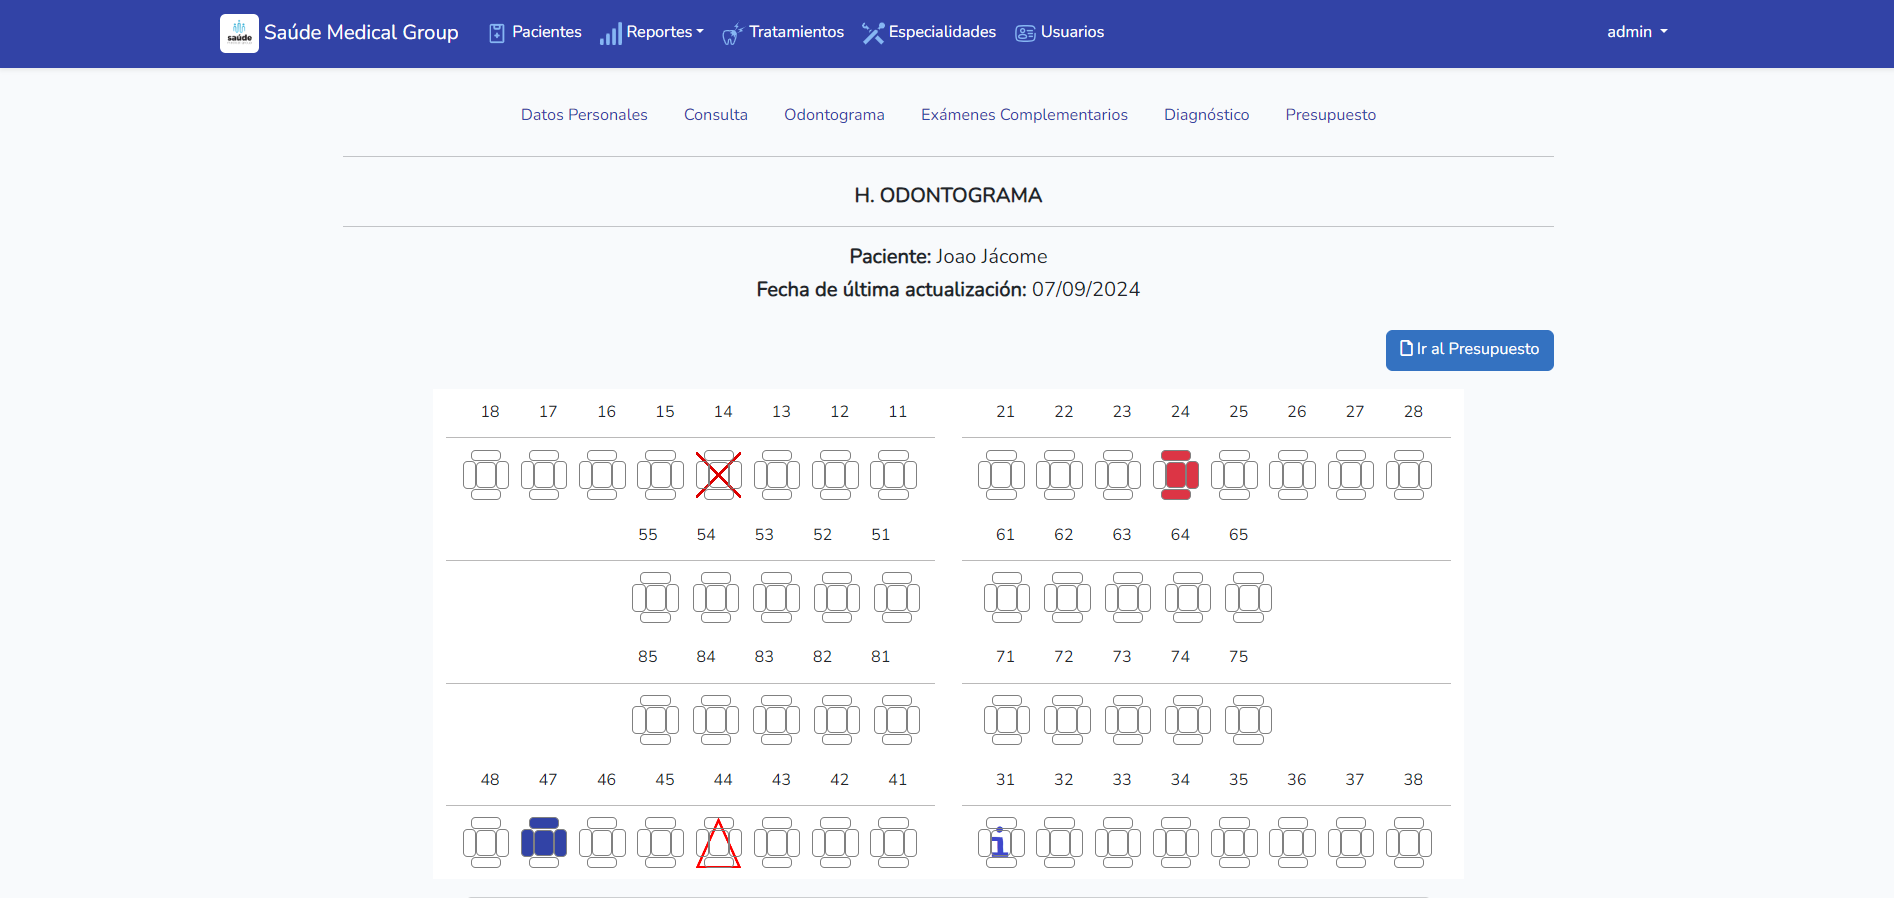 saúde
Saúde Medical Group
Pacientes
Reportes
Tratamientos
Especialidades
Usuarios
admin
Datos Personales
Consulta
Odontograma
Exámenes Complementarios
Diagnóstico
Presupuesto
H. ODONTOGRAMA
Paciente: Joao Jácome
Fecha de última actualización: 07/09/2024
Ir al Presupuesto
18 17 16 15 14 13 12 11 21 22 23 24 25 26 27 28
55 54 53 52 51 61 62 63 64 65
85 84 83 82 81 71 72 73 74 75
48 47 46 45 44 43 42 41 31 32 33 34 35 36 37 38
i